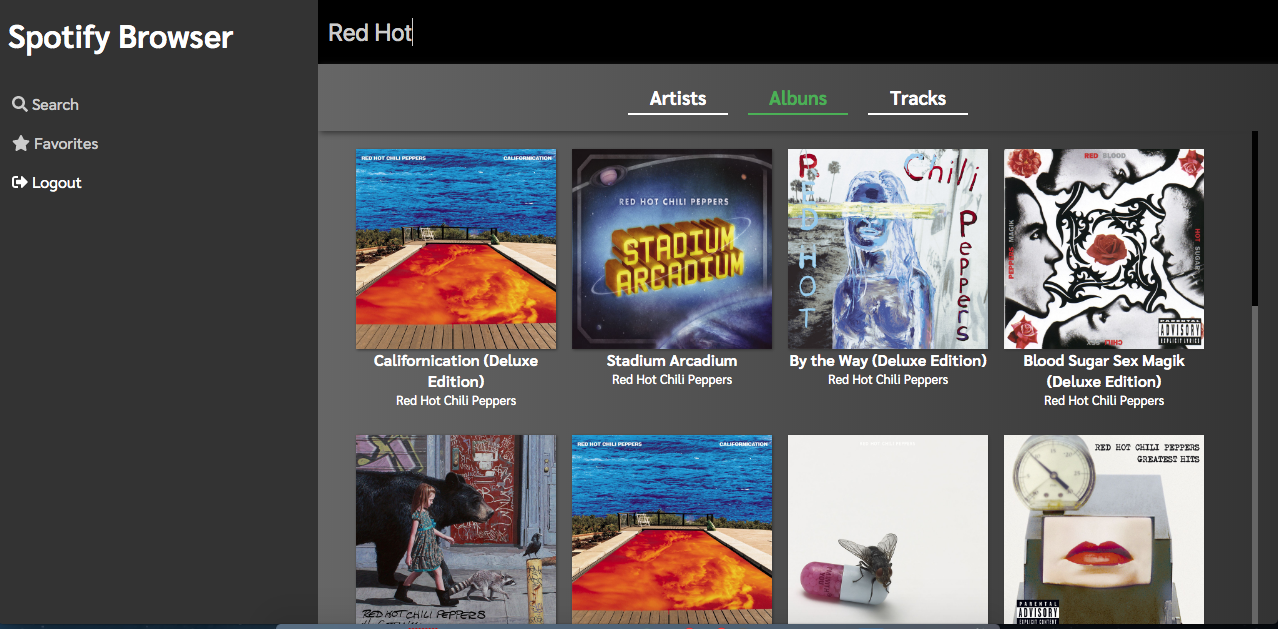 Spotify Browser
Red Hot
Search
Favorites
Logout
Artists
Albuns
Tracks
RED HOT CHILI PEPPERS
CALIFORNICATION
RED HOT CHILI PEPPERS
STADIUM
ARCADIUM
RED HOT
Chili
Peppers
RED BLOOD
PEPPERS MAGIK
HOT SUGAR
CHILI SEX
PARENTAL
ADVISORY
EXPLICIT LYRICS
Californication (Deluxe
Edition)
Red Hot Chili Peppers
Stadium Arcadium
Red Hot Chili Peppers
By the Way (Deluxe Edition)
Red Hot Chili Peppers
Blood Sugar Sex Magik
(Deluxe Edition)
Red Hot Chili Peppers
RED HOT CHILI PEPPERS
RED HOT CHILI PEPPERS
CALIFORNICATION
RED HOT CHILI PEPPERS
RED HOT CHILI PEPPERS
GREATEST HITS
PARENTAL
ADVISORY
EXPLICIT CONTENT